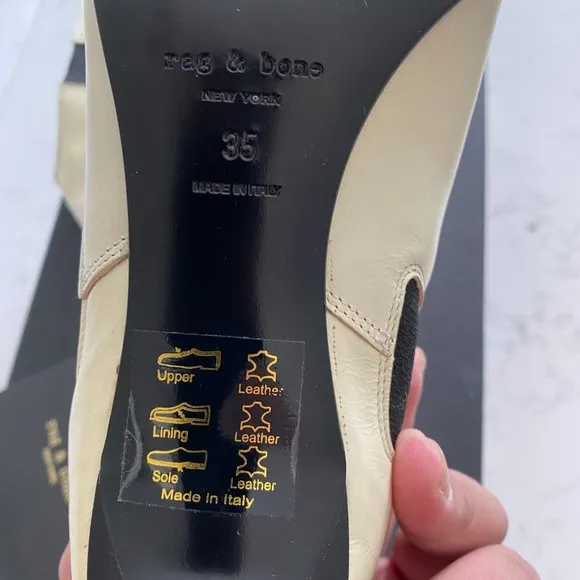 rag & bone
NEW YORK
35
MADE IN ITALY
Upper Leather
Lining Leather
Sole Leather
Made in Italy